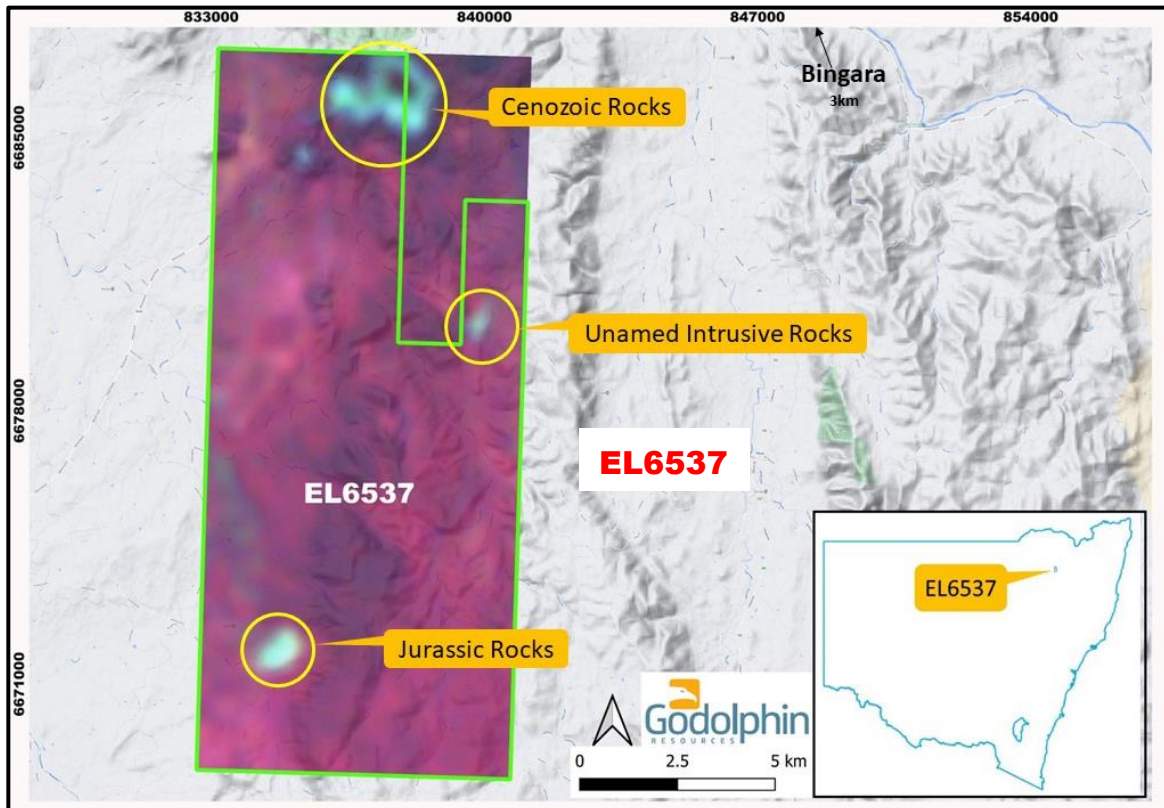 833000
840000
847000
854000
Bingara
3km
Cenozoic Rocks
6685000
Unamed Intrusive Rocks
6678000
EL6537
EL6537
EL6537
Jurassic Rocks
6671000
Godolphin
RESOURCES
0 2.5 5 km